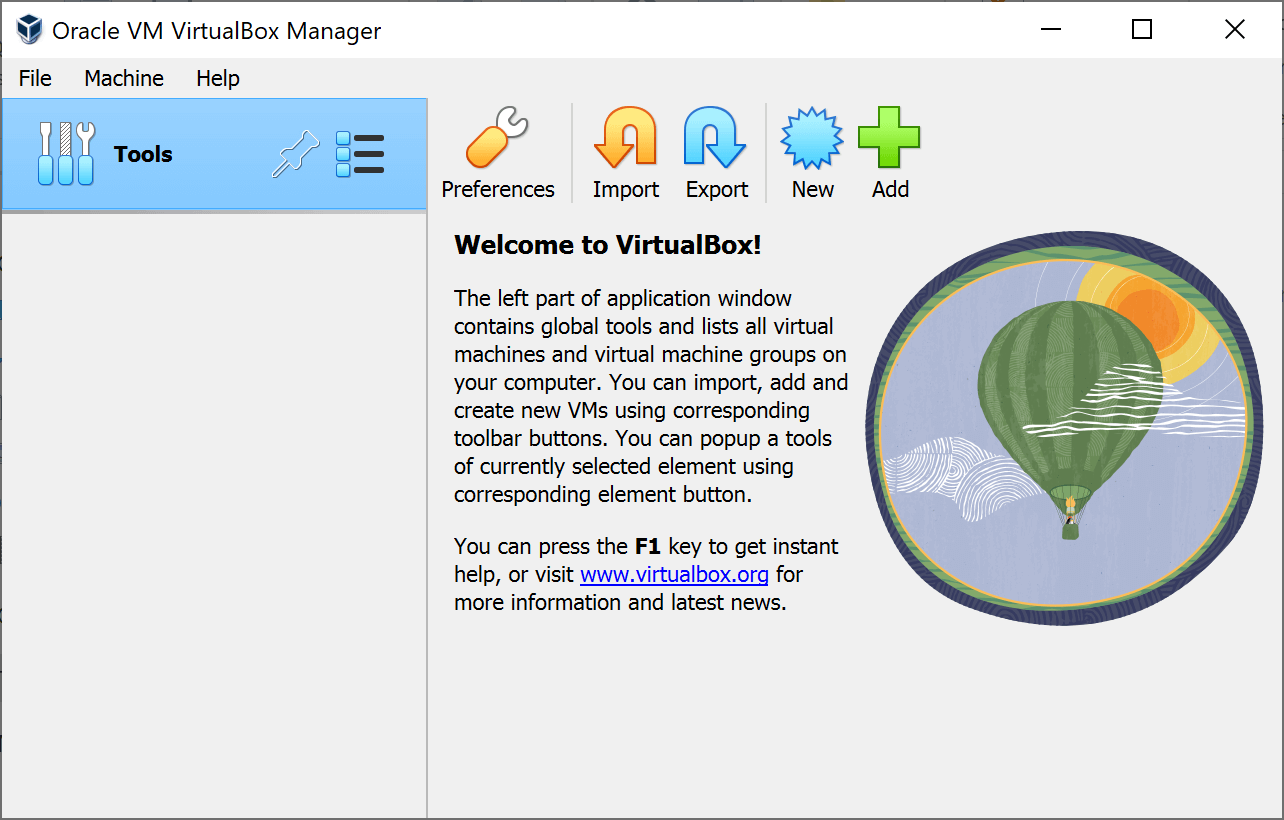 Oracle VM VirtualBox Manager
File Machine Help
Tools
Preferences Import Export New Add
Welcome to VirtualBox!
The left part of application window
contains global tools and lists all virtual
machines and virtual machine groups on
your computer. You can import, add and
create new VMs using corresponding
toolbar buttons. You can popup a tools
of currently selected element using
corresponding element button.
You can press the F1 key to get instant
help, or visit www.virtualbox.org for
more information and latest news.